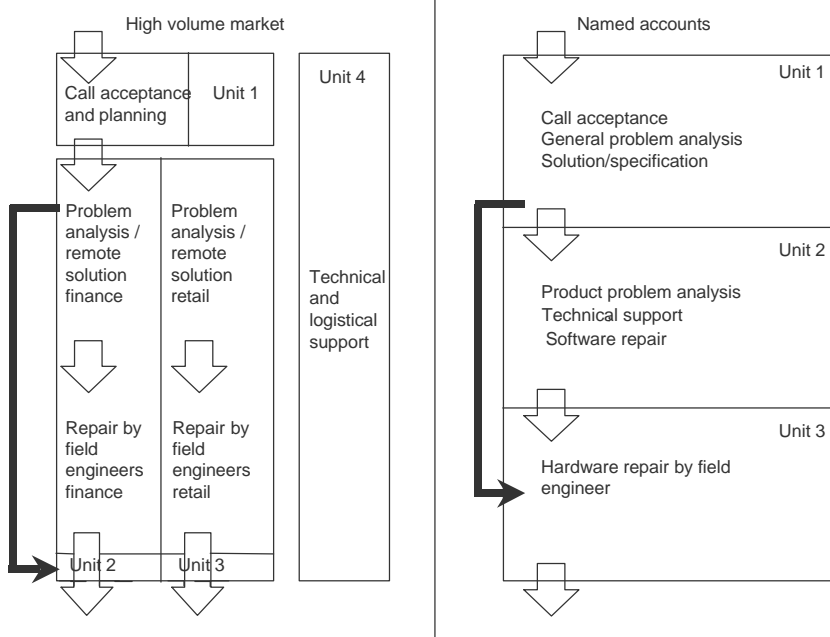 High volume market
Call acceptance
and planning
Unit 1
Problem
analysis /
remote
solution
finance
Problem
analysis /
remote
solution
retail
Repair by
field
engineers
finance
Repair by
field
engineers
retail
Unit 2
Unit 3
Unit 4
Technical
and
logistical
support
Named accounts
Unit 1
Call acceptance
General problem analysis
Solution/specification
Unit 2
Product problem analysis
Technical support
Software repair
Unit 3
Hardware repair by field
engineer